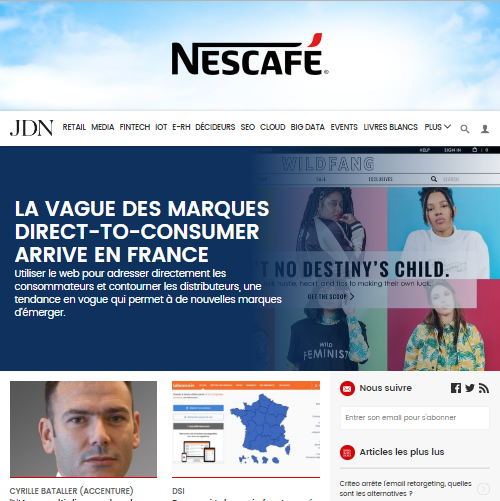 NESCAFÉ
JDN RETAIL MEDIA FINTECH IOT E-RH DÉCIDEURS SEO CLOUD BIG DATA EVENTS LIVRES BLANCS PLUS
HELP SIGN IN
WILDFANG
SALE EXCLUSIVES SEARCH
LA VAGUE DES MARQUES
DIRECT-TO-CONSUMER
ARRIVE EN FRANCE
Utiliser le web pour adresser directement les
consommateurs et contourner les distributeurs, une
tendance en vogue qui permet à de nouvelles marques
d'émerger.
'T NO DESTINY'S CHILD.
hustle, heart, and tips to making their own luck.
GET THE SCOOP
WILD
FEMINIST
CYRILLE BATALLER (ACCENTURE)
DSI
Nous suivre
Entrer son email pour s'abonner
Articles les plus lus
Criteo arrête l'email retargeting, quelles
sont les alternatives ?